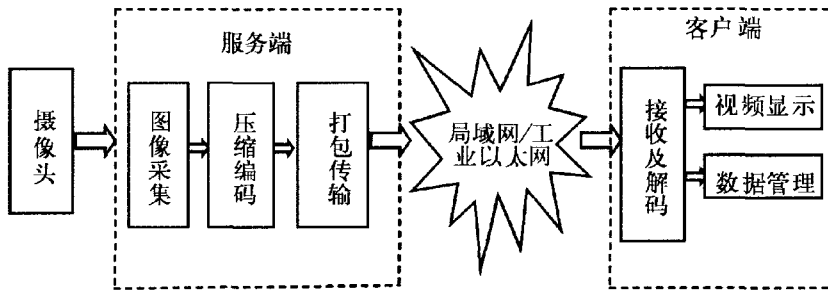 服务端
客户端
摄像头
图像采集
压缩编码
打包传输
局域网/工
业以太网
接收及解码
视频显示
数据管理